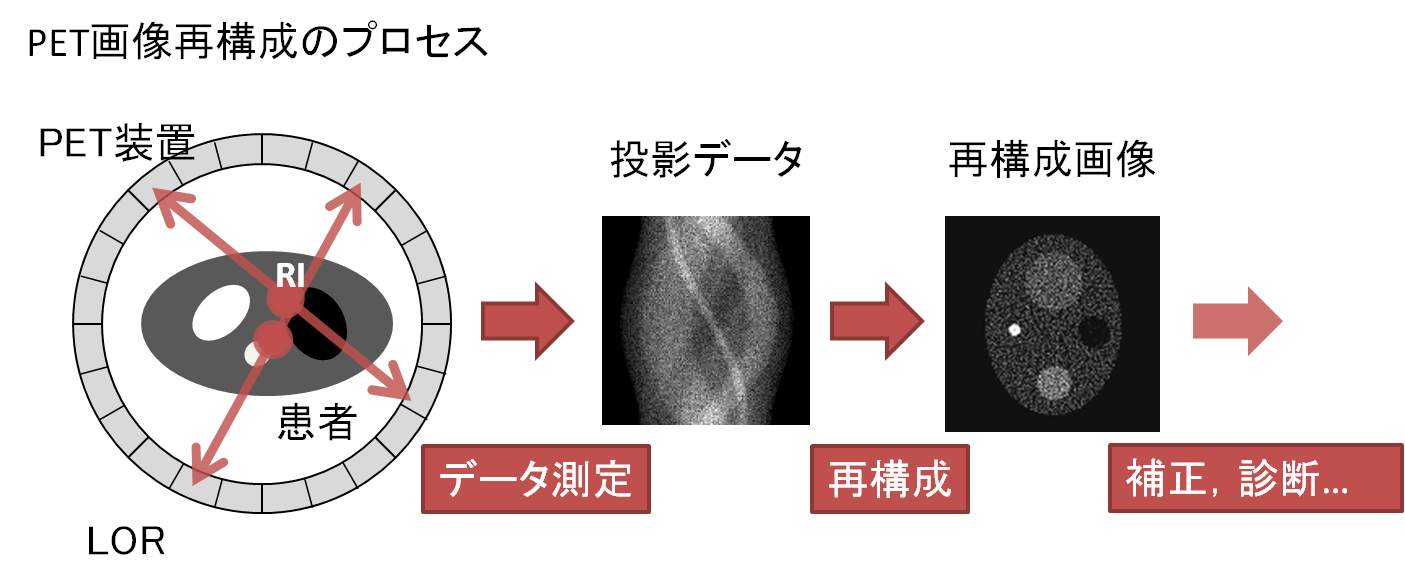 PET画像再構成のプロセス
PET装置
投影データ
再構成画像
RI
患者
データ測定
再構成
補正，診断...
LOR